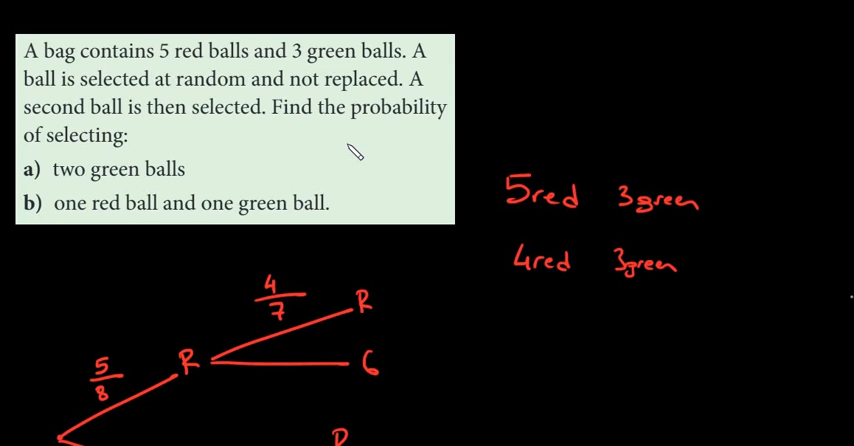 A bag contains 5 red balls and 3 green balls. A
ball is selected at random and not replaced. A
second ball is then selected. Find the probability
of selecting:
a) two green balls
b) one red ball and one green ball.
5red 3green
4red 3green
4
7
R
5
8
R
G